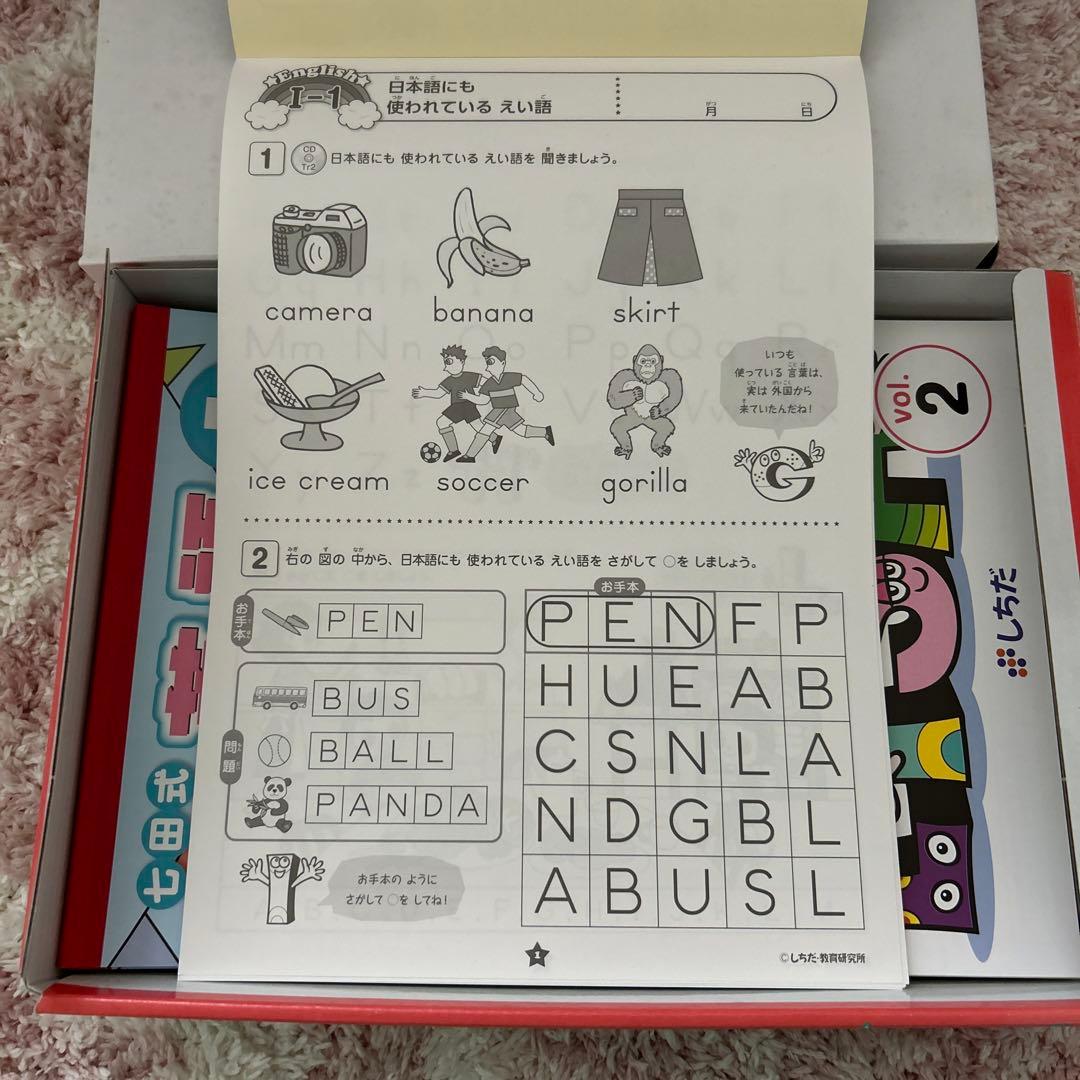 English
I-1
日本語にも
使われている えい語
月 日
1
CD
Tr2
日本語にも 使われている えい語を 聞きましょう。
camera banana skirt
いつも
使っている 言葉は、
実は 外国から
来ていたんだね!
ice cream soccer gorilla
G
2
右の 図の 中から、日本語にも 使われている えい語を さがして ○を しましょう。
お手本
PEN
問題
BUS
BALL
PANDA
お手本の ように
さがして ○を してね!
お手本
P E N F P
H U E A B
C S N L A
N D G B L
A B U S L
1
©しちだ・教育研究所
七田式
vol.
2
しちだ